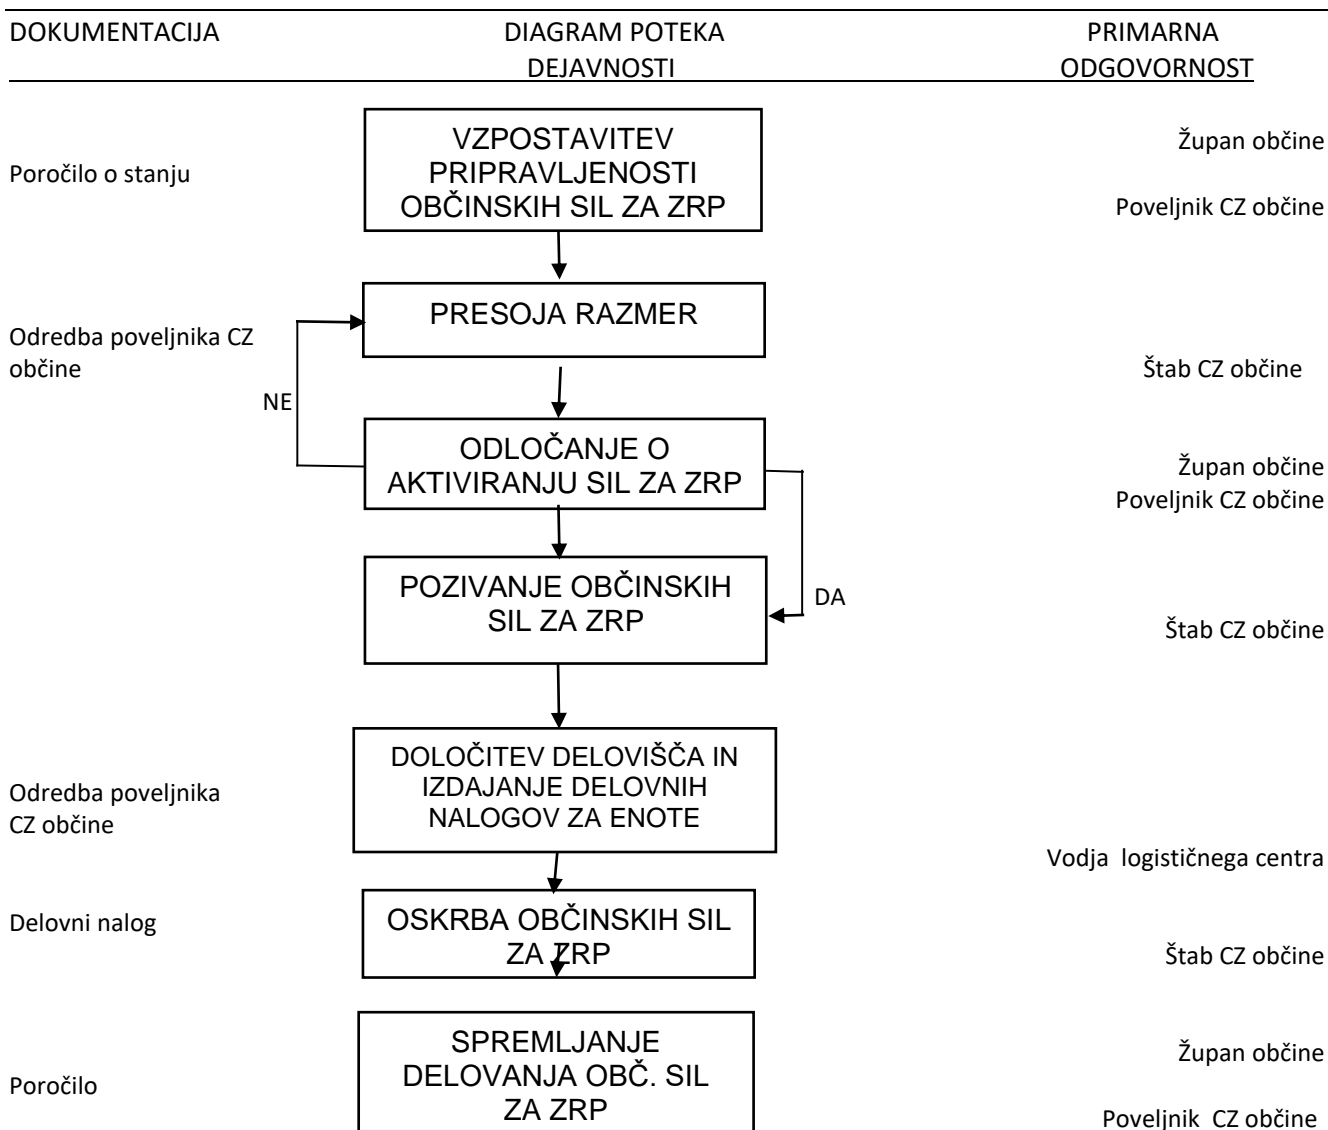 DOKUMENTACIJA
DIAGRAM POTEKA
DEJAVNOSTI
PRIMARNA
ODGOVORNOST
Poročilo o stanju
VZPOSTAVITEV
PRIPRAVLJENOSTI
OBČINSKIH SIL ZA ZRP
Župan občine
Poveljnik CZ občine
Odredba poveljnika CZ
občine
PRESOJA RAZMER
Štab CZ občine
NE
ODLOČANJE O
AKTIVIRANJU SIL ZA ZRP
Župan občine
Poveljnik CZ občine
POZIVANJE OBČINSKIH
SIL ZA ZRP
DA
Štab CZ občine
Odredba poveljnika
CZ občine
DOLOČITEV DELOVIŠČA IN
IZDAJANJE DELOVNIH
NALOGOV ZA ENOTE
Vodja  logističnega centra
Delovni nalog
OSKRBA OBČINSKIH SIL
ZA ZRP
Štab CZ občine
Poročilo
SPREMLJANJE
DELOVANJA OBČ. SIL
ZA ZRP
Župan občine
Poveljnik  CZ občine